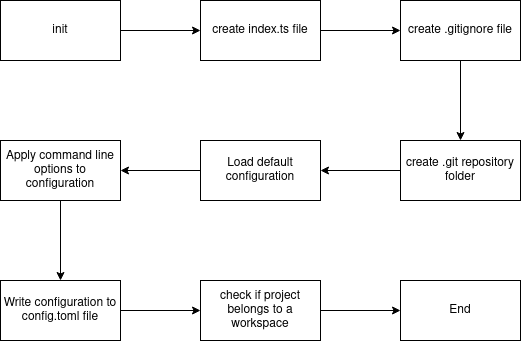 init
create index.ts file
create .gitignore file
Apply command line
options to
configuration
Load default
configuration
create .git repository
folder
Write configuration to
config.toml file
check if project
belongs to a
workspace
End